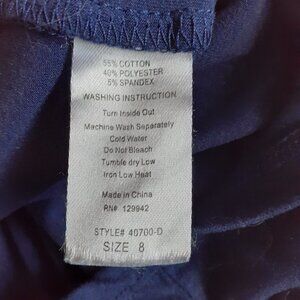 55% COTTON
40% POLYESTER
5% SPANDEX
WASHING INSTRUCTION
Turn Inside Out
Machine Wash Separately
Cold Water
Do Not Bleach
Tumble dry Low
Iron Low Heat
Made in China
RN# 129942
STYLE# 40700-D
SIZE 8